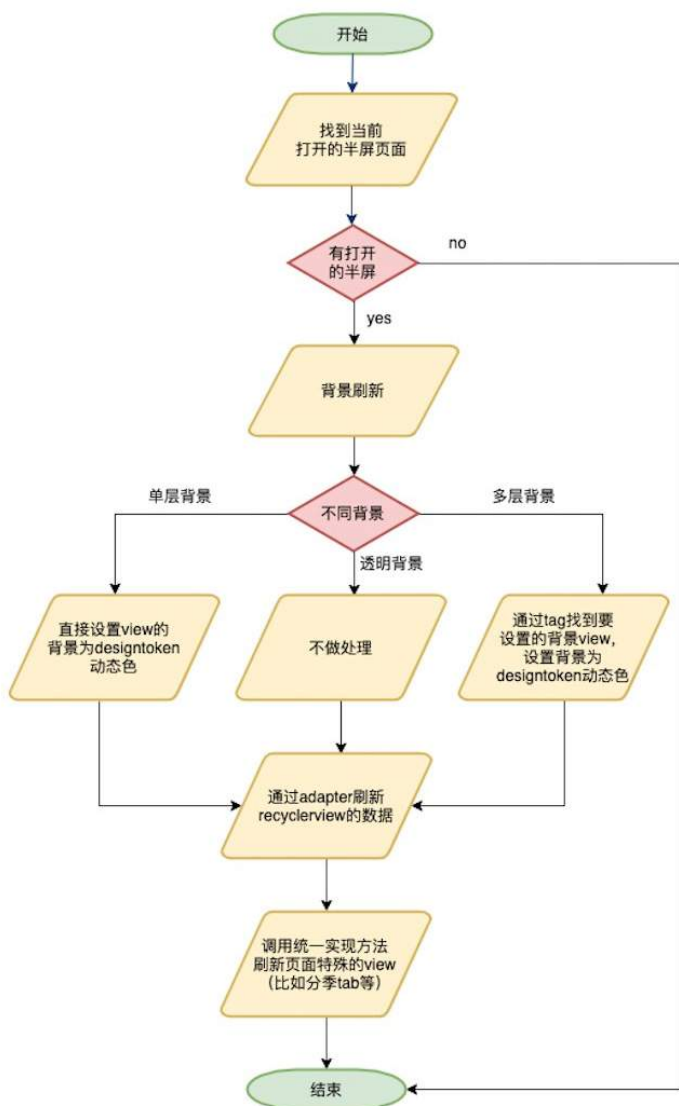 开始
找到当前
打开的半屏页面
有打开
的半屏
no
yes
背景刷新
单层背景
不同背景
多层背景
透明背景
直接设置view的
背景为designtoken
动态色
不做处理
通过tag找到要
设置的背景view,
设置背景为
designtoken动态色
通过adapter刷新
recyclerview的数据
调用统一实现方法
刷新页面特殊的view
（比如分季tab等）
结束